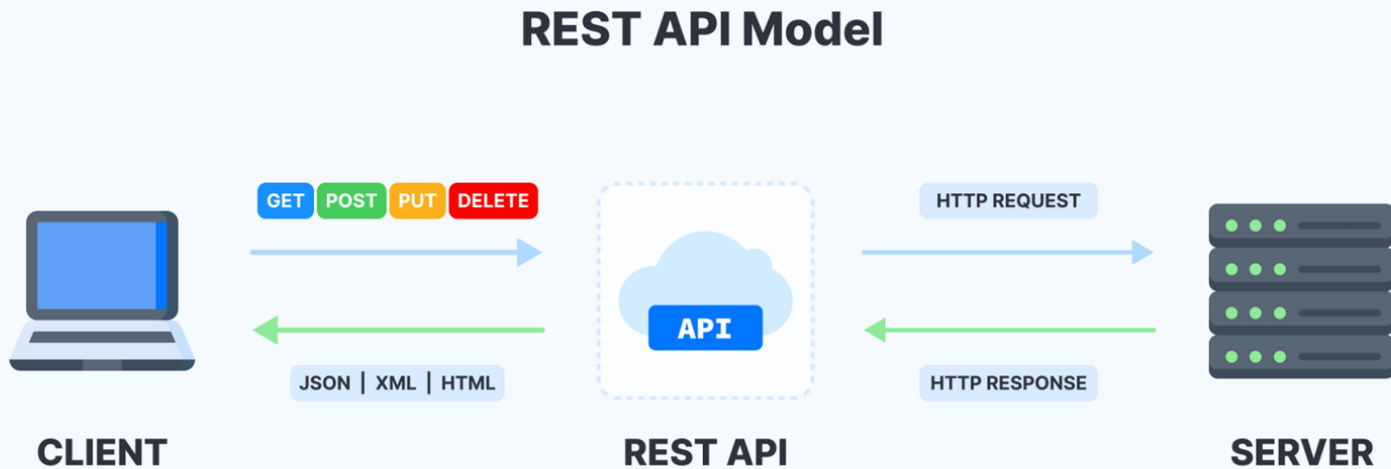 REST API Model
GET POST PUT DELETE
HTTP REQUEST
API
JSON | XML | HTML
HTTP RESPONSE
CLIENT
REST API
SERVER